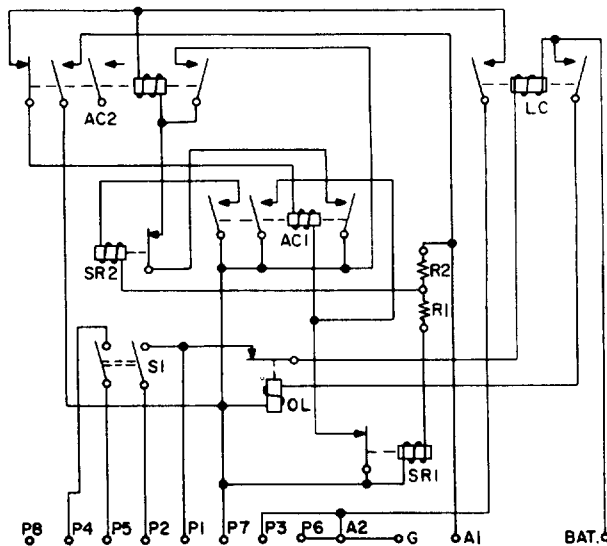 AC2
LC
AC1
SR2
R2
R1
S1
OL
SR1
P8 P4 P5 P2 P1 P7 P3 P6 A2 G A1 BAT.